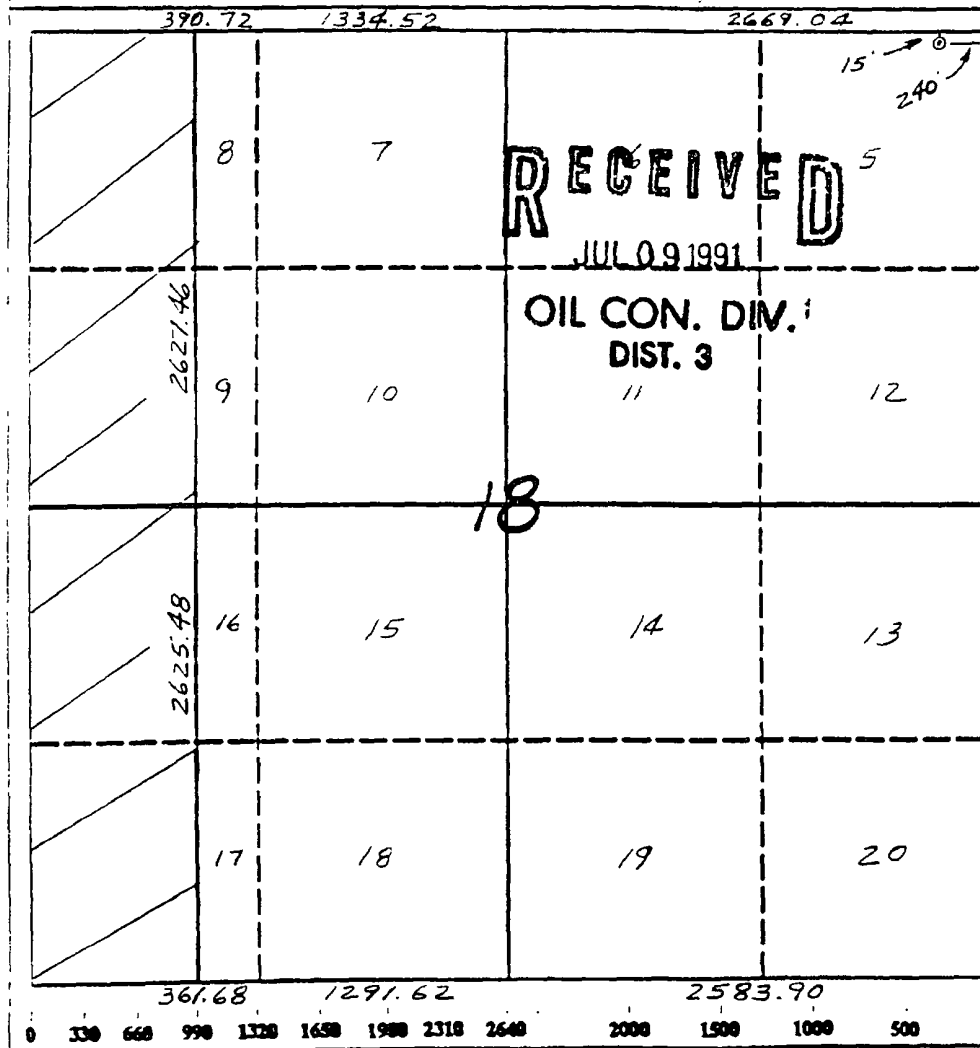 390.72 1334.52 2669.04
15'
240'
8 7 6 5
RECEIVED
JUL 09 1991
OIL CON. DIV.
DIST. 3
2627.46
9 10 11 12
18
2625.48
16 15 14 13
17 18 19 20
361.68 1291.62 2583.90
0 330 660 990 1320 1650 1980 2310 2640 2000 1500 1000 500